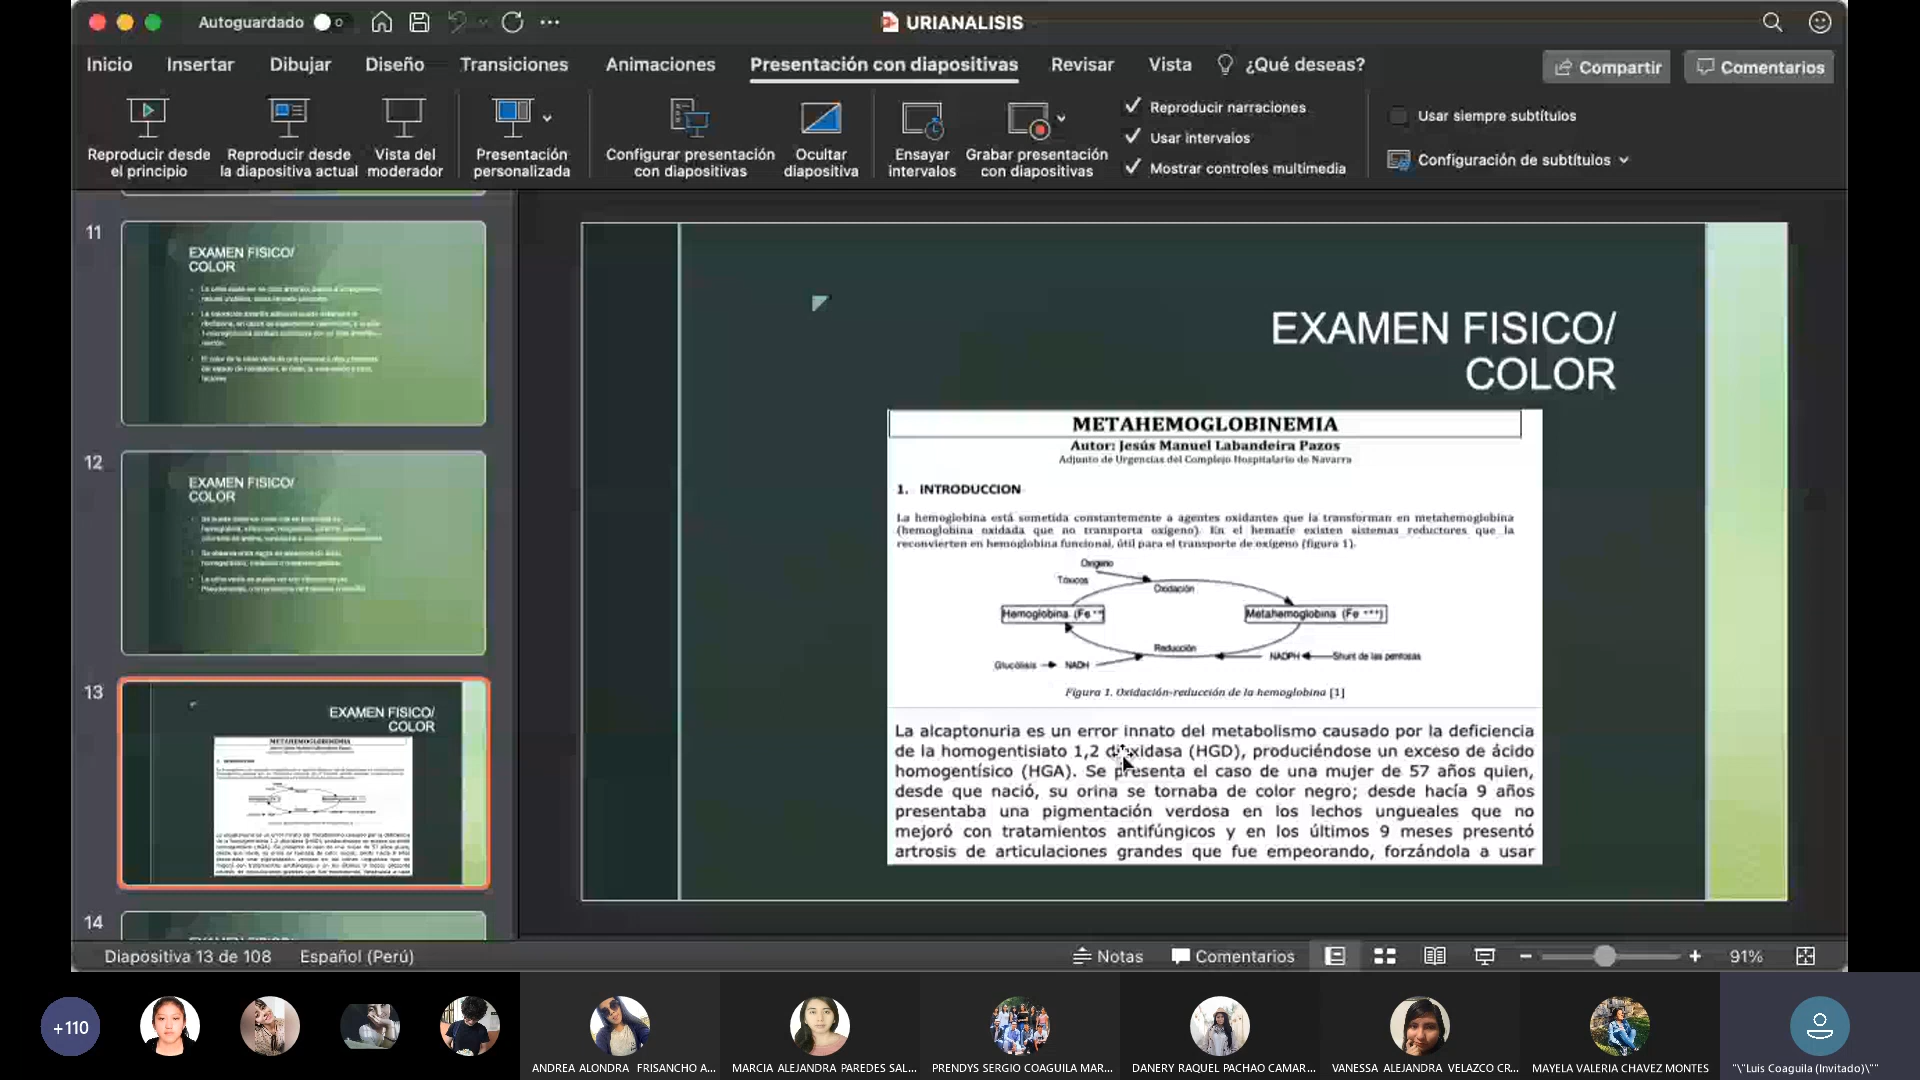 Autoguardado
URIANALISIS
Inicio Insertar Dibujar Diseño Transiciones Animaciones Presentación con diapositivas Revisar Vista ¿Qué deseas? Compartir Comentarios
Reproducir desde el principio
Reproducir desde la diapositiva actual
Vista del moderador
Presentación personalizada
Configurar presentación con diapositivas
Ocultar diapositiva
Ensayar intervalos
Grabar presentación con diapositivas
Reproducir narraciones
Usar intervalos
Mostrar controles multimedia
Usar siempre subtítulos
Configuración de subtítulos
11
EXAMEN FISICO/
COLOR
12
EXAMEN FISICO/
COLOR
13
EXAMEN FISICO/
COLOR
METAHEMOGLOBINEMIA
14
EXAMEN FISICO/
COLOR
METAHEMOGLOBINEMIA
Autor: Jesús Manuel Labandeira Pazos
Adjunto de Urgencias del Complejo Hospitalario de Navarra
1. INTRODUCCION
La hemoglobina está sometida constantemente a agentes oxidantes que la transforman en metahemoglobina
(hemoglobina oxidada que no transporta oxígeno). En el hematíe existen sistemas reductores que la
reconvierten en hemoglobina funcional, útil para el transporte de oxígeno (figura 1).
Oxígeno
Tóxicos
Oxidación
Hemoglobina (Fe ++
Metahemoglobina (Fe +++)
Reducción
Glucólisis NADH
NADPH Shunt de las pentosas
Figura 1. Oxidación-reducción de la hemoglobina [1]
La alcaptonuria es un error innato del metabolismo causado por la deficiencia
de la homogentisiato 1,2 dioxidasa (HGD), produciéndose un exceso de ácido
homogentísico (HGA). Se presenta el caso de una mujer de 57 años quien,
desde que nació, su orina se tornaba de color negro; desde hacía 9 años
presentaba una pigmentación verdosa en los lechos ungueales que no
mejoró con tratamientos antifúngicos y en los últimos 9 meses presentó
artrosis de articulaciones grandes que fue empeorando, forzándola a usar
Diapositiva 13 de 108 Español (Perú) Notas Comentarios 91%
+110
ANDREA ALONDRA FRISANCHO A...
MARCIA ALEJANDRA PAREDES SAL...
PRENDYS SERGIO COAGUILA MAR...
DANERY RAQUEL PACHAO CAMAR...
VANESSA ALEJANDRA VELAZCO CR...
MAYELA VALERIA CHAVEZ MONTES
"\"Luis Coaguila (Invitado)\""